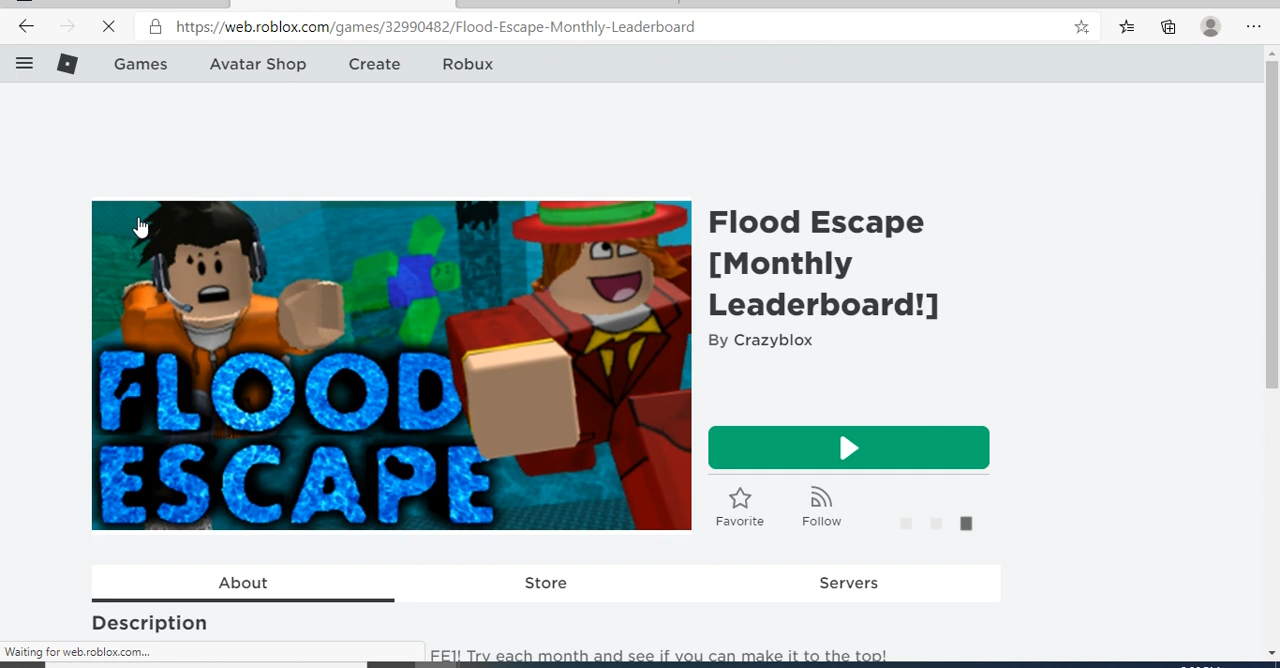 https://web.roblox.com/games/32990482/Flood-Escape-Monthly-Leaderboard
Games Avatar Shop Create Robux
FLOOD
ESCAPE
Flood Escape
[Monthly
Leaderboard!]
By Crazyblox
Favorite Follow
About Store Servers
Description
FE1! Try each month and see if you can make it to the top!
Waiting for web.roblox.com...